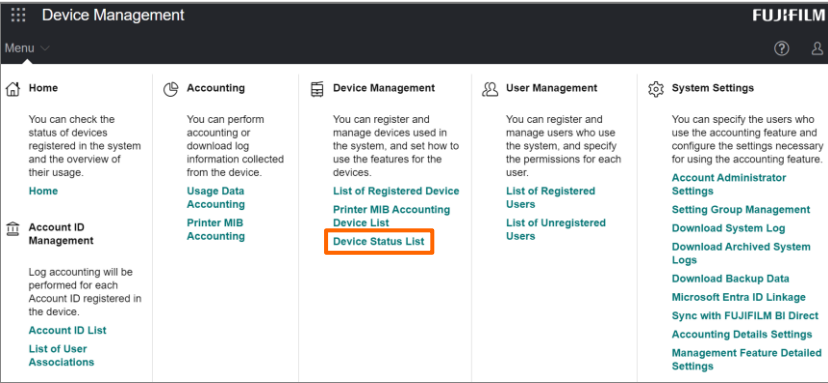 Device Management
FUJIFILM
Menu
Home
You can check the
status of devices
registered in the system
and the overview of
their usage.
Home
Account ID
Management
Log accounting will be
performed for each
Account ID registered in
the device.
Account ID List
List of User
Associations
Accounting
You can perform
accounting or
download log
information collected
from the device.
Usage Data
Accounting
Printer MIB
Accounting
Device Management
You can register and
manage devices used in
the system, and set how to
use the features for the
devices.
List of Registered Device
Printer MIB Accounting
Device List
Device Status List
User Management
You can register and
manage users who use
the system, and specify
the permissions for each
user.
List of Registered
Users
List of Unregistered
Users
System Settings
You can specify the users who
use the accounting feature and
configure the settings necessary
for using the accounting feature.
Account Administrator
Settings
Setting Group Management
Download System Log
Download Archived System
Logs
Download Backup Data
Microsoft Entra ID Linkage
Sync with FUJIFILM BI Direct
Accounting Details Settings
Management Feature Detailed
Settings